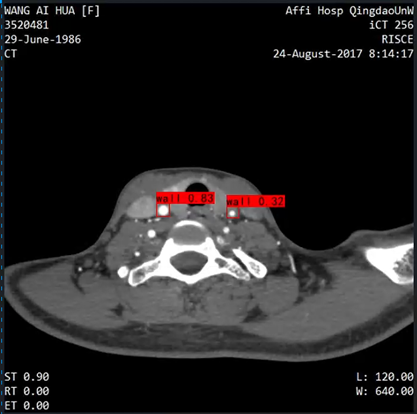 WANG AI HUA [F]
3520481
29-June-1986
CT
Affi Hosp QingdaoUnW
iCT 256
RISCE
24-August-2017 8:14:17
wall 0.83
wall 0.32
ST 0.90
RT 0.00
ET 0.00
L: 120.00
W: 640.00